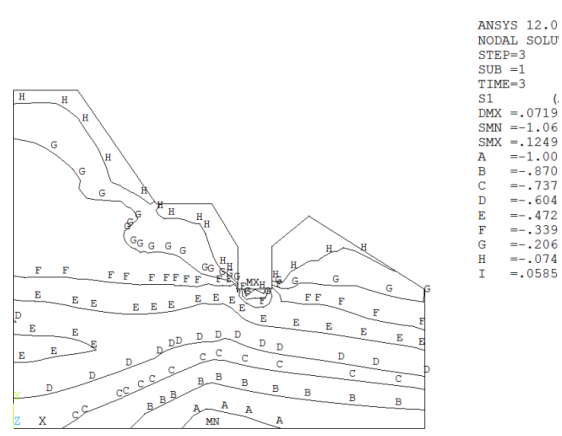 ANSYS 12.0
NODAL SOLU
STEP=3
SUB =1
TIME=3
S1 (
DMX =.0719
SMN =-1.06
SMX =.1249
A =-1.00
B =-.870
C =-.737
D =-.604
E =-.472
F =-.339
G =-.206
H =-.074
I =.0585
H H
H
G H
G G H H H H
G G
G G G G G
H H H
GG G
H H
G G G
F F F F F F F F
MX
F F
F F
E E E E E E E E E E
E E E E E
D
E E E
D D D D D D D D D
C C C C C C C C C
B B B B B B B B B
A A A A
MN
Y
Z X